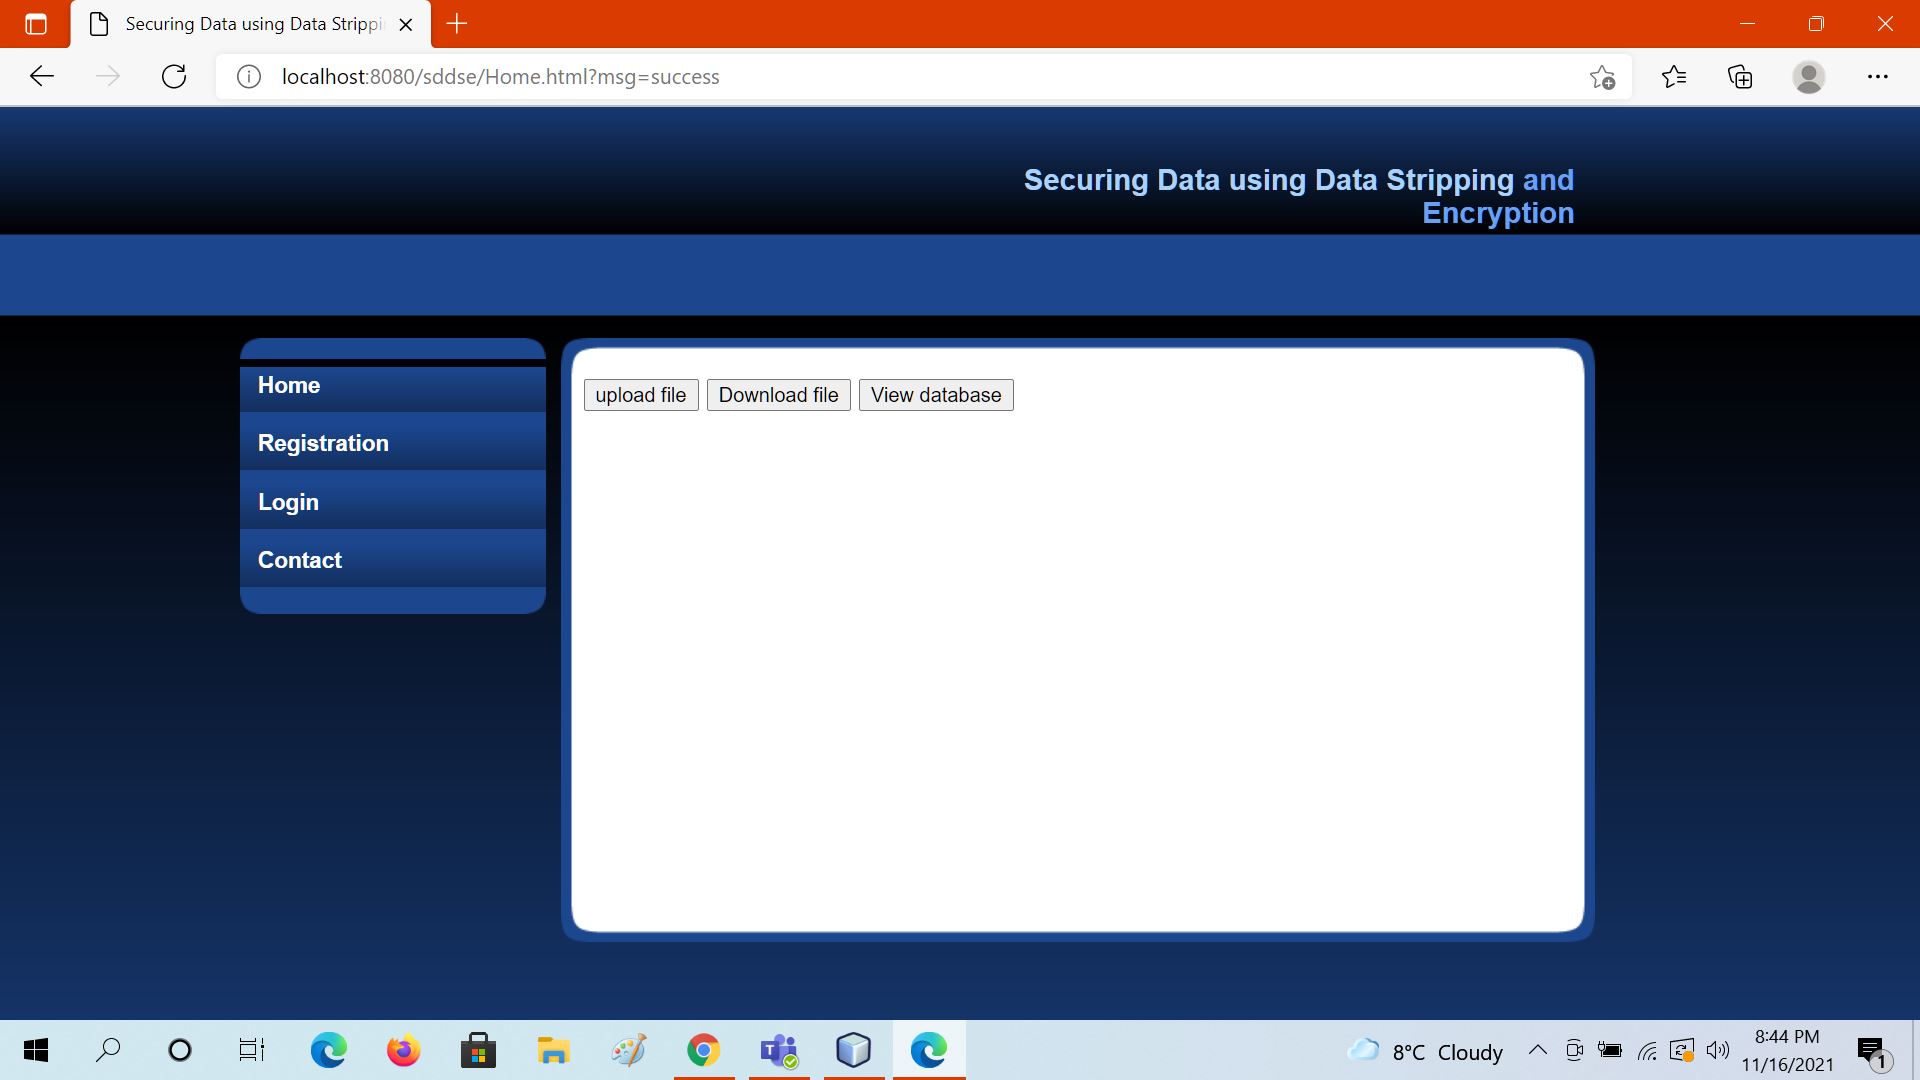 Securing Data using Data Strippi
localhost:8080/sddse/Home.html?msg=success
Securing Data using Data Stripping and
Encryption
Home
Registration
Login
Contact
upload file Download file View database
8°C Cloudy
8:44 PM
11/16/2021
1